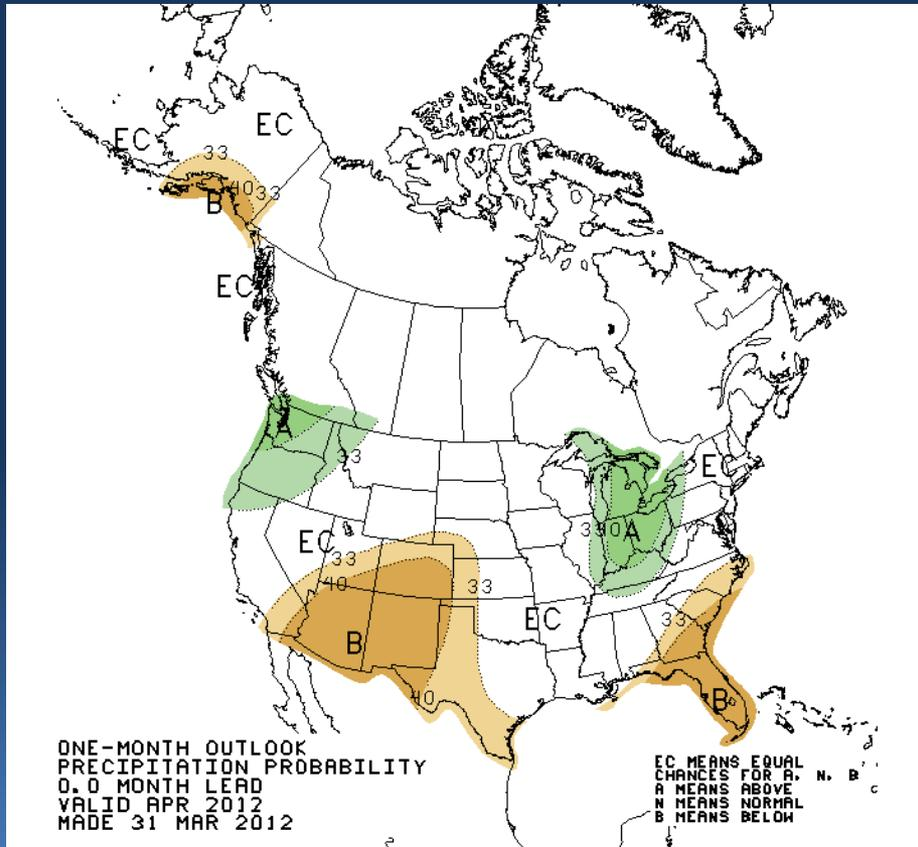 EC
EC
33
40
33
B
EC
A
33
EC
33
40
33
B
40
EC
EC
A
33
B
ONE-MONTH OUTLOOK
PRECIPITATION PROBABILITY
0.0 MONTH LEAD
VALID APR 2012
MADE 31 MAR 2012
EC MEANS EQUAL
CHANCES FOR A, N, B
A MEANS ABOVE
N MEANS NORMAL
B MEANS BELOW